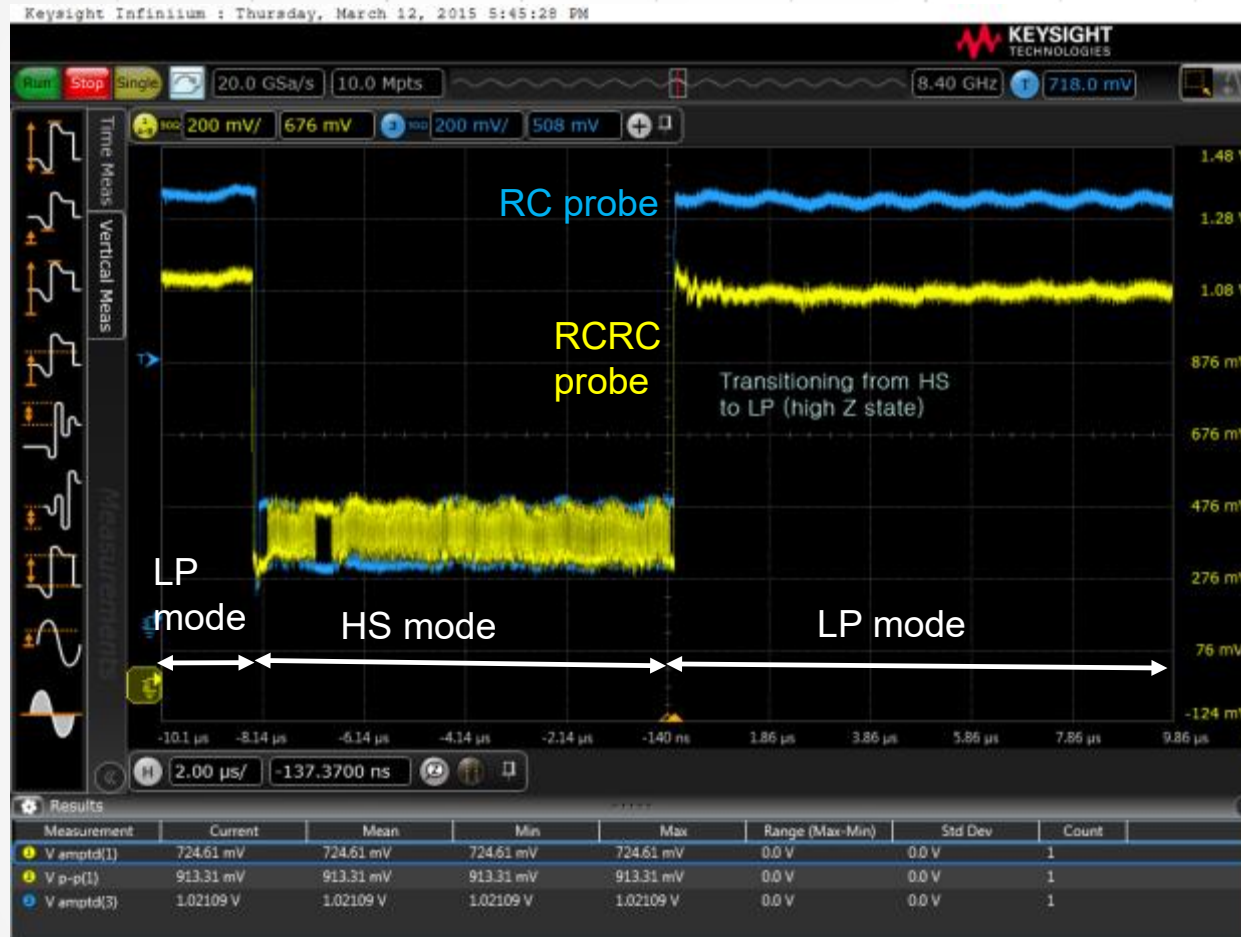 Keysight Infiniium : Thursday, March 12, 2015 5:45:28 PM
KEYSIGHT
TECHNOLOGIES
Run Stop Single 20.0 GSa/s 10.0 Mpts 8.40 GHz T 718.0 mV
200 mV/ 676 mV 3 200 mV/ 508 mV
Time Meas
Vertical Meas
Measurements
1.48 V
1.28 V
1.08 V
876 mV
676 mV
476 mV
276 mV
76 mV
-124 mV
RC probe
RCRC
probe
T
Transitioning from HS
to LP (high Z state)
LP
mode
HS mode
LP mode
-10.1 µs -8.14 µs -6.14 µs -4.14 µs -2.14 µs -140 ns 1.86 µs 3.86 µs 5.86 µs 7.86 µs 9.86 µs
H 2.00 µs/ -137.3700 ns
Results
Measurement Current Mean Min Max Range (Max-Min) Std Dev Count
1 V amptd(1) 724.61 mV 724.61 mV 724.61 mV 724.61 mV 0.0 V 0.0 V 1
V p-p(1) 913.31 mV 913.31 mV 913.31 mV 913.31 mV 0.0 V 0.0 V 1
V amptd(3) 1.02109 V 1.02109 V 1.02109 V 1.02109 V 0.0 V 0.0 V 1